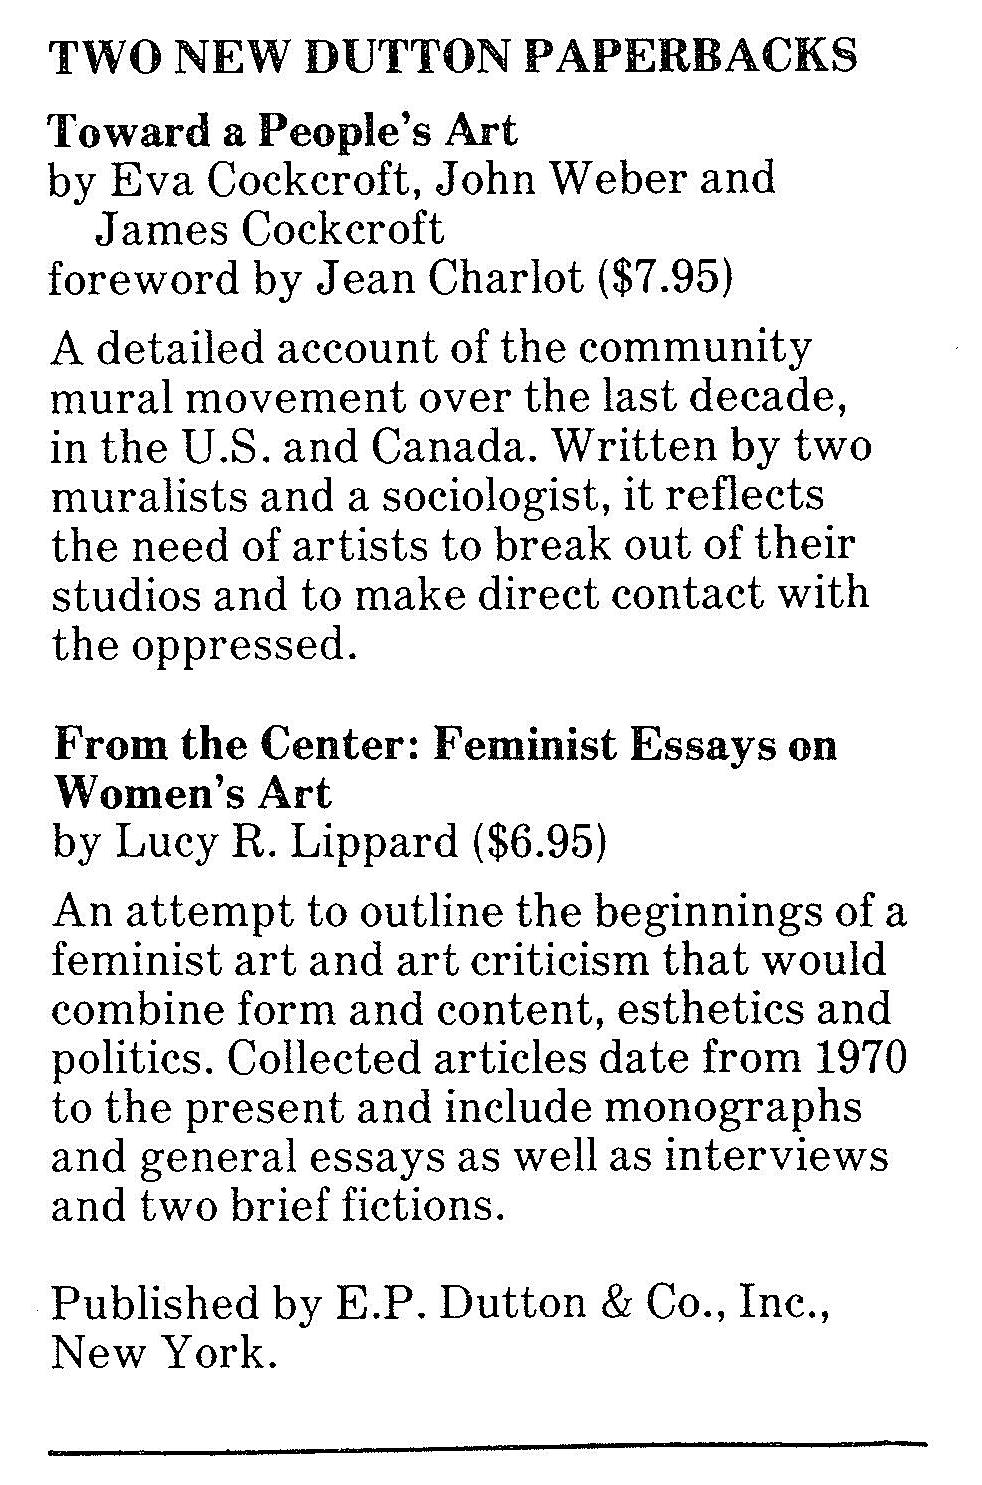 TWO NEW DUTTON PAPERBACKS
Toward a People's Art
by Eva Cockcroft, John Weber and
James Cockcroft
foreword by Jean Charlot ($7.95)
A detailed account of the community
mural movement over the last decade,
in the U.S. and Canada. Written by two
muralists and a sociologist, it reflects
the need of artists to break out of their
studios and to make direct contact with
the oppressed.
From the Center: Feminist Essays on
Women's Art
by Lucy R. Lippard ($6.95)
An attempt to outline the beginnings of a
feminist art and art criticism that would
combine form and content, esthetics and
politics. Collected articles date from 1970
to the present and include monographs
and general essays as well as interviews
and two brief fictions.
Published by E.P. Dutton & Co., Inc.,
New York.